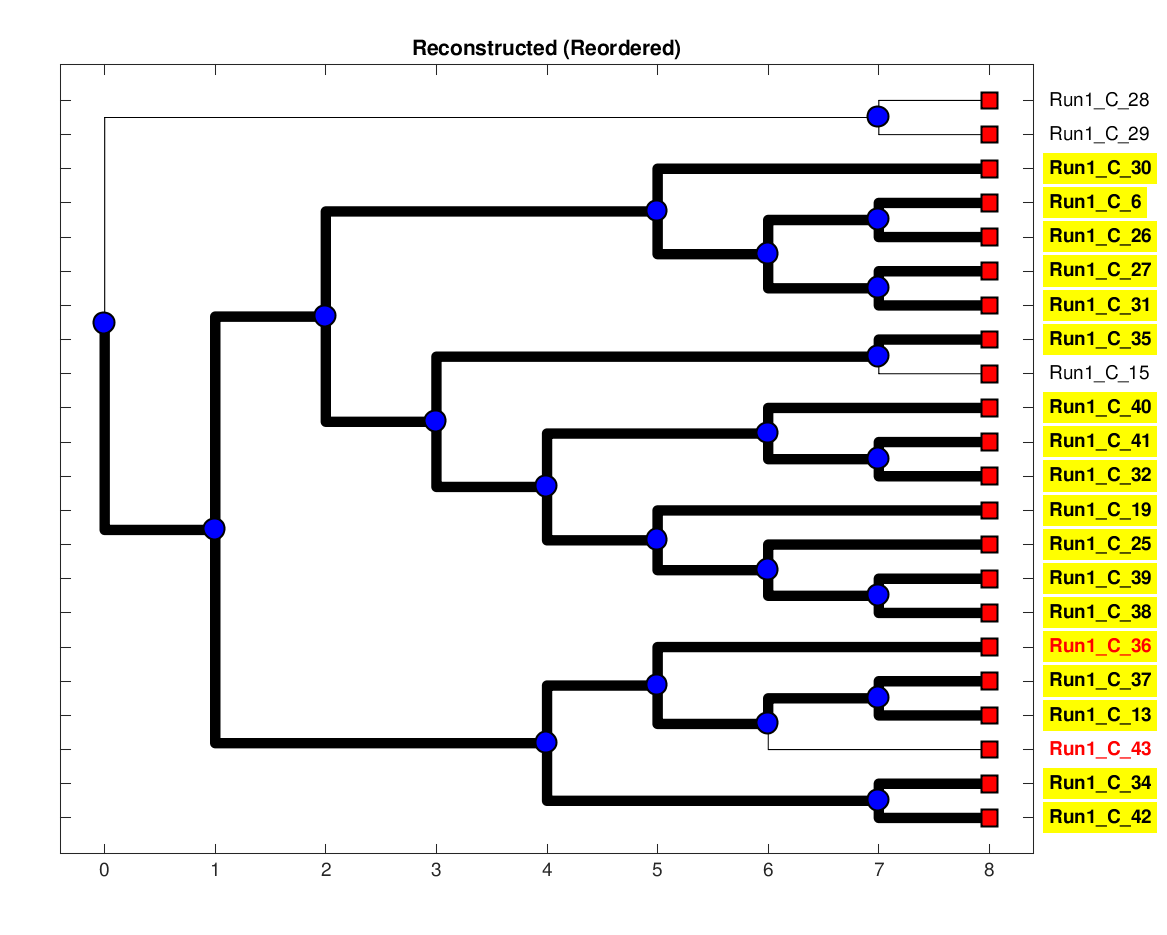 Reconstructed (Reordered)
Run1_C_28
Run1_C_29
Run1_C_30
Run1_C_6
Run1_C_26
Run1_C_27
Run1_C_31
Run1_C_35
Run1_C_15
Run1_C_40
Run1_C_41
Run1_C_32
Run1_C_19
Run1_C_25
Run1_C_39
Run1_C_38
Run1_C_36
Run1_C_37
Run1_C_13
Run1_C_43
Run1_C_34
Run1_C_42
0 1 2 3 4 5 6 7 8